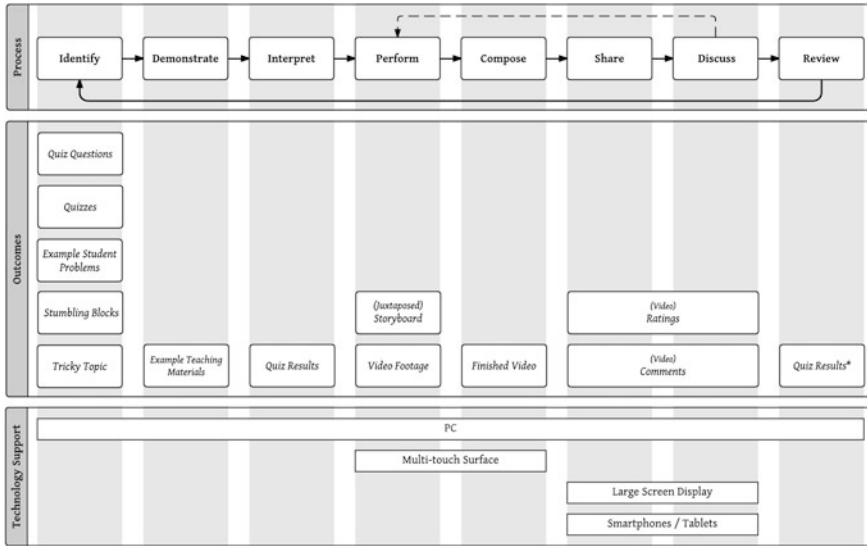 Process
Identify
Demonstrate
Interpret
Perform
Compose
Share
Discuss
Review
Outcomes
Quiz Questions
Quizzes
Example Student
Problems
Stumbling Blocks
(Juxtaposed)
Storyboard
(Video)
Ratings
Tricky Topic
Example Teaching
Materials
Quiz Results
Video Footage
Finished Video
(Video)
Comments
Quiz Results*
Technology Support
PC
Multi-touch Surface
Large Screen Display
Smartphones / Tablets